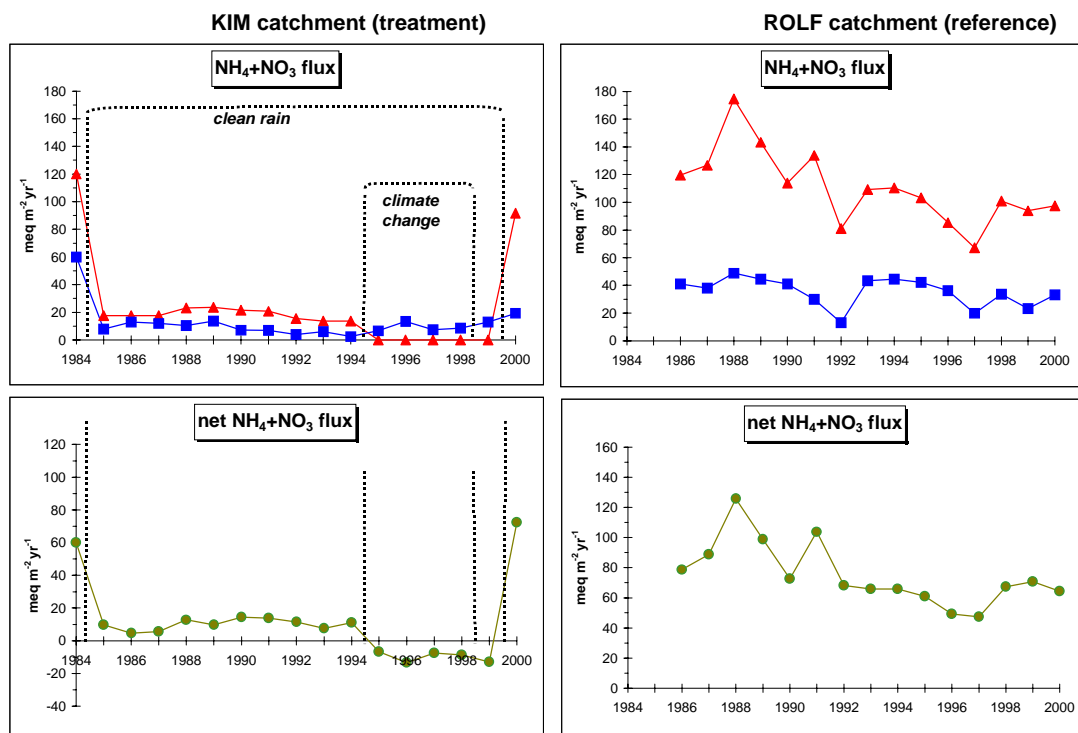 KIM catchment (treatment)
ROLF catchment (reference)
NH₄+NO₃ flux
180
160
140
120
100
80
60
40
20
0
meq m⁻² yr⁻¹
clean rain
climate
change
1984 1986 1988 1990 1992 1994 1996 1998 2000
NH₄+NO₃ flux
180
160
140
120
100
80
60
40
20
0
meq m⁻² yr⁻¹
1984 1986 1988 1990 1992 1994 1996 1998 2000
net NH₄+NO₃ flux
120
100
80
60
40
20
0
-20
-40
meq m⁻² yr⁻¹
1984 1986 1988 1990 1992 1994 1996 1998 2000
net NH₄+NO₃ flux
160
140
120
100
80
60
40
20
0
meq m⁻² yr⁻¹
1984 1986 1988 1990 1992 1994 1996 1998 2000